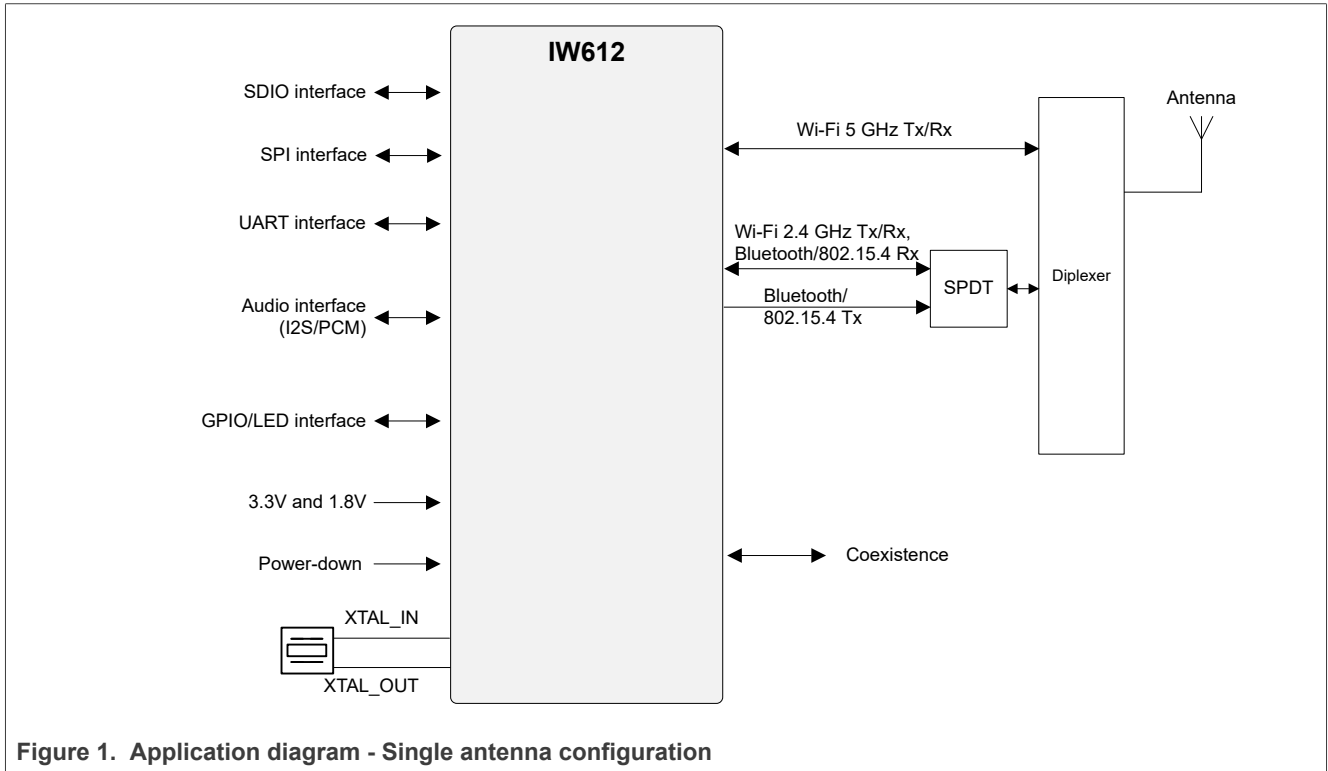 IW612
SDIO interface
SPI interface
UART interface
Audio interface
(I2S/PCM)
GPIO/LED interface
3.3V and 1.8V
Power-down
XTAL_IN
XTAL_OUT
Wi-Fi 5 GHz Tx/Rx
Wi-Fi 2.4 GHz Tx/Rx,
Bluetooth/802.15.4 Rx
Bluetooth/
802.15.4 Tx
SPDT
Diplexer
Antenna
Coexistence
Figure 1. Application diagram - Single antenna configuration